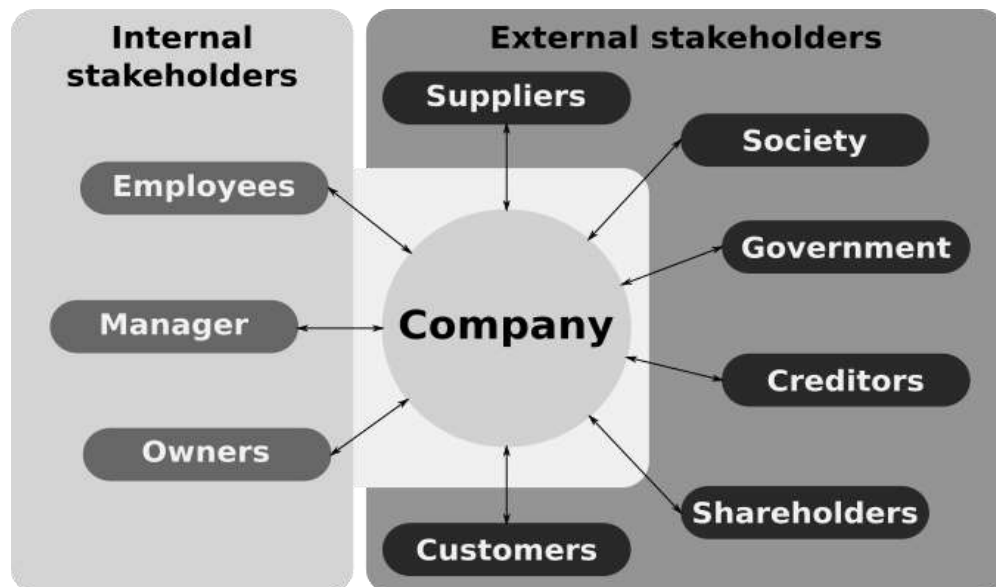 Internal
stakeholders
Employees
Manager
Owners
Company
External stakeholders
Suppliers
Society
Government
Creditors
Shareholders
Customers